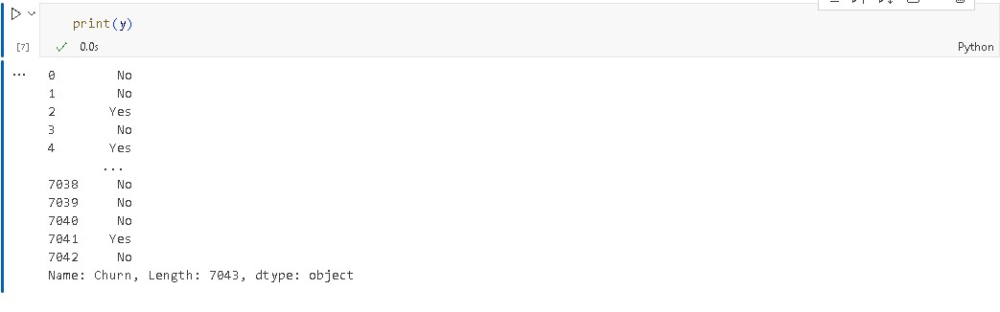 print(y)
[7] ✓ 0.0s Python
... 0 No
1 No
2 Yes
3 No
4 Yes
...
7038 No
7039 No
7040 No
7041 Yes
7042 No
Name: Churn, Length: 7043, dtype: object